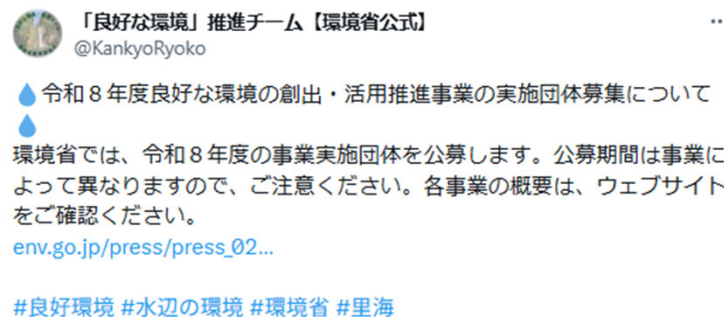 「良好な環境」推進チーム【環境省公式】
@KankyoRyoko
💧令和８年度良好な環境の創出・活用推進事業の実施団体募集について
💧
環境省では、令和８年度の事業実施団体を公募します。公募期間は事業に
よって異なりますので、ご注意ください。各事業の概要は、ウェブサイト
をご確認ください。
env.go.jp/press/press_02…
#良好環境 #水辺の環境 #環境省 #里海